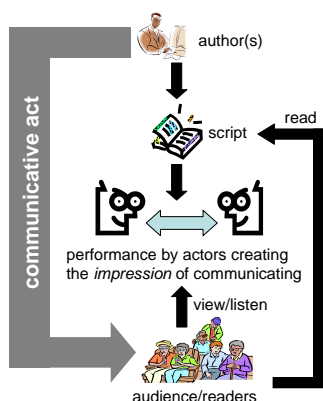 author(s)
communicative act
read
script
performance by actors creating
the impression of communicating
view/listen
audience/readers